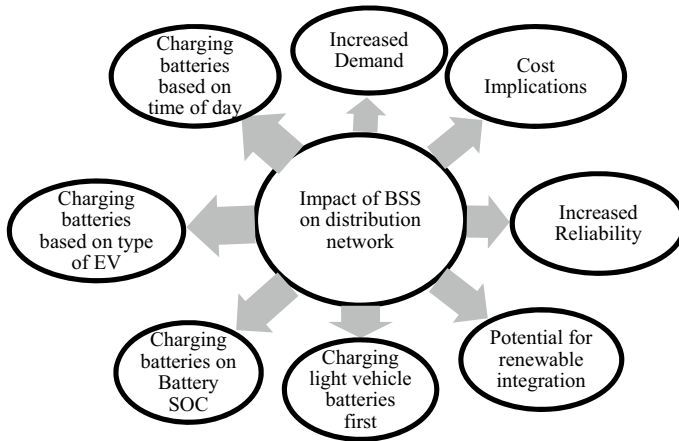 Charging
batteries
based on
time of day
Increased
Demand
Cost
Implications
Charging
batteries
based on type
of EV
Impact of BSS
on distribution
network
Increased
Reliability
Charging
batteries on
Battery
SOC
Charging
light vehicle
batteries
first
Potential for
renewable
integration